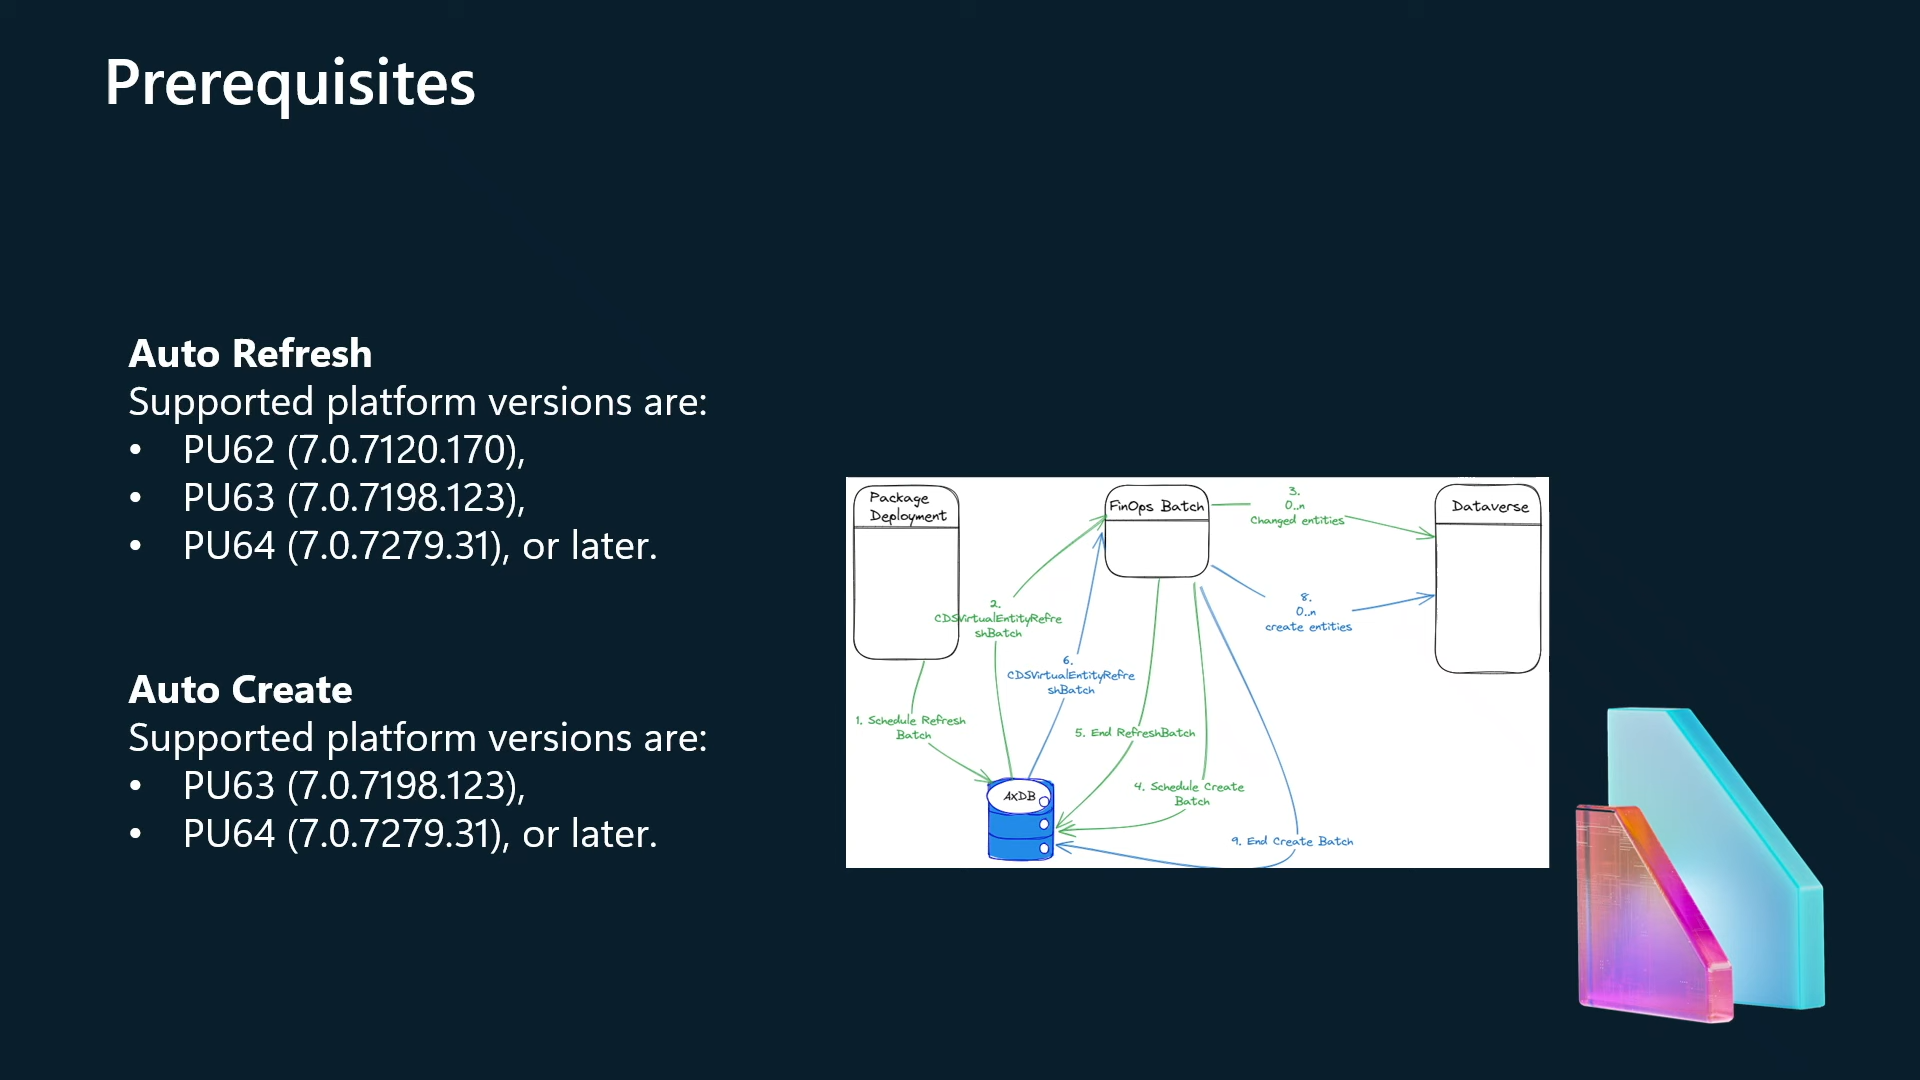 Prerequisites
Auto Refresh
Supported platform versions are:
• PU62 (7.0.7120.170),
• PU63 (7.0.7198.123),
• PU64 (7.0.7279.31), or later.
Auto Create
Supported platform versions are:
• PU63 (7.0.7198.123),
• PU64 (7.0.7279.31), or later.
Package
Deployment
FinOps Batch
3.
0..n
Changed entities
Dataverse
2.
CDSVirtualEntityRefre
shBatch
8.
0..n
create entities
6.
CDSVirtualEntityRefre
shBatch
1. Schedule Refresh
Batch
5. End RefreshBatch
4. Schedule Create
Batch
AXDB
9. End Create Batch